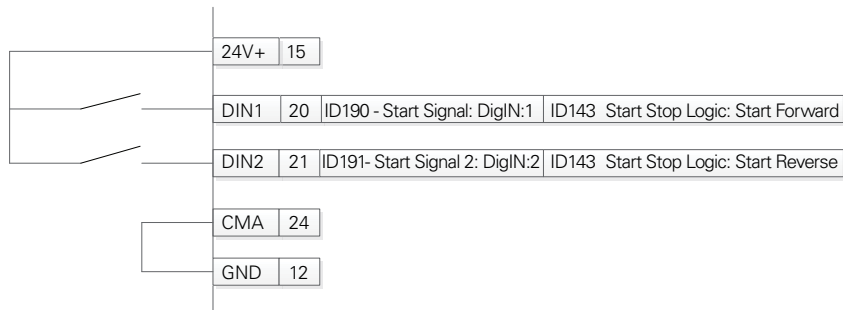 24V+ 15
DIN1 20 ID190 - Start Signal: DigIN:1 ID143 Start Stop Logic: Start Forward
DIN2 21 ID191- Start Signal 2: DigIN:2 ID143 Start Stop Logic: Start Reverse
CMA 24
GND 12